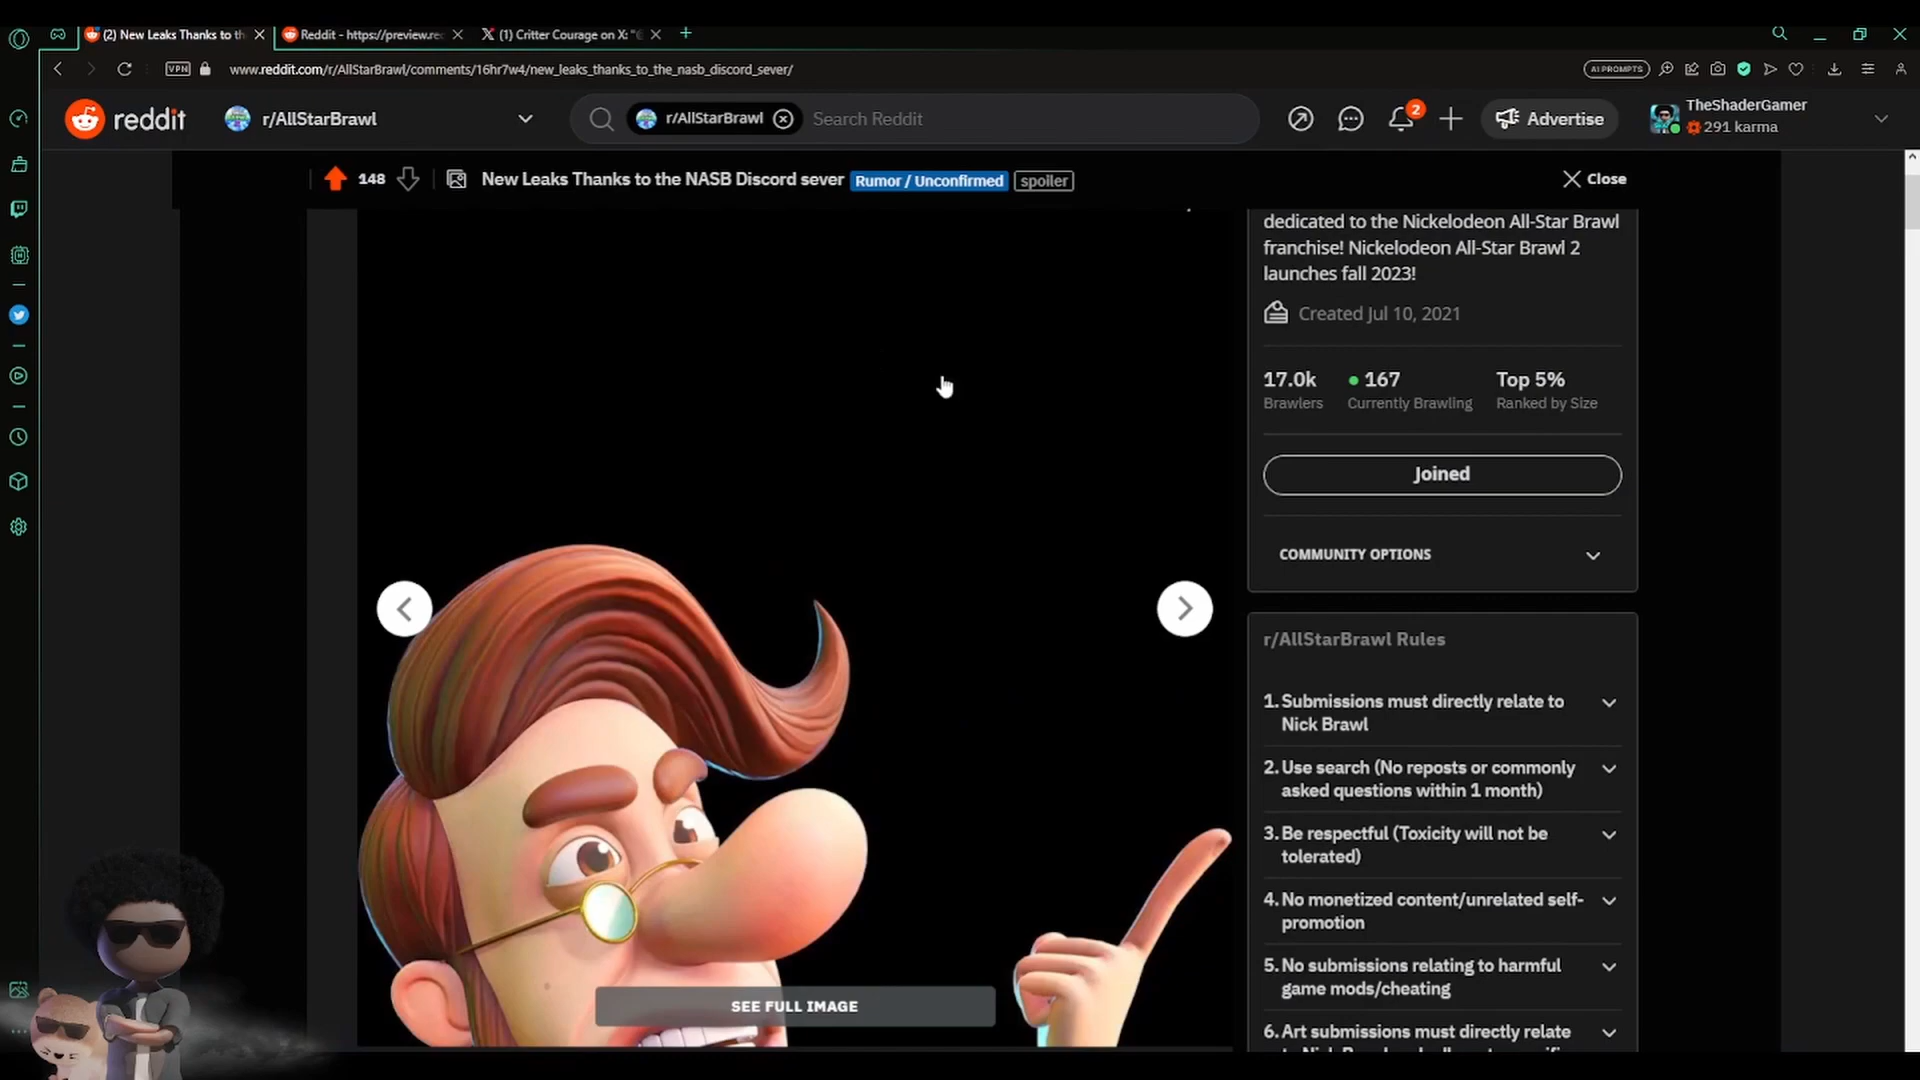 (2) New Leaks Thanks to th
Reddit - https://preview.rec
(1) Critter Courage on X: "@
VPN
www.reddit.com/r/AllStarBrawl/comments/16hr7w4/new_leaks_thanks_to_the_nasb_discord_sever/
AI PROMPTS
reddit
r/AllStarBrawl
r/AllStarBrawl
Search Reddit
2
Advertise
TheShaderGamer
291 karma
148
New Leaks Thanks to the NASB Discord sever
Rumor / Unconfirmed
spoiler
Close
dedicated to the Nickelodeon All-Star Brawl
franchise! Nickelodeon All-Star Brawl 2
launches fall 2023!
Created Jul 10, 2021
17.0k
167
Top 5%
Brawlers
Currently Brawling
Ranked by Size
Joined
COMMUNITY OPTIONS
r/AllStarBrawl Rules
1. Submissions must directly relate to
Nick Brawl
2. Use search (No reposts or commonly
asked questions within 1 month)
3. Be respectful (Toxicity will not be
tolerated)
4. No monetized content/unrelated self-
promotion
5. No submissions relating to harmful
game mods/cheating
6. Art submissions must directly relate
SEE FULL IMAGE